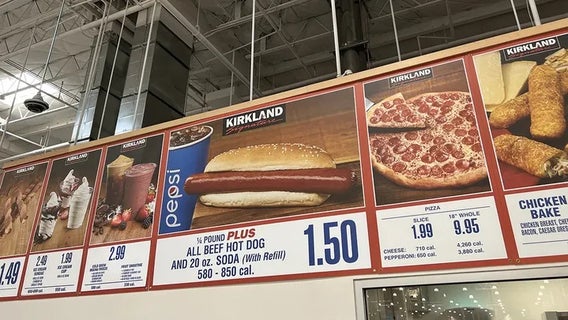 KIRKLAND
Signature
pepsi
¼ POUND PLUS
ALL BEEF HOT DOG
AND 20 oz. SODA (With Refill)
580 - 850 cal.
1.50
KIRKLAND
PIZZA
SLICE
1.99
18" WHOLE
9.95
CHEESE: 710 cal. 4,260 cal.
PEPPERONI: 650 cal. 3,880 cal.
KIRKLAND
CHICKEN
BAKE
CHICKEN BREAST,
BACON, CAESAR
KIRKLAND
2.99
KIRKLAND
2.49
1.99
1.49